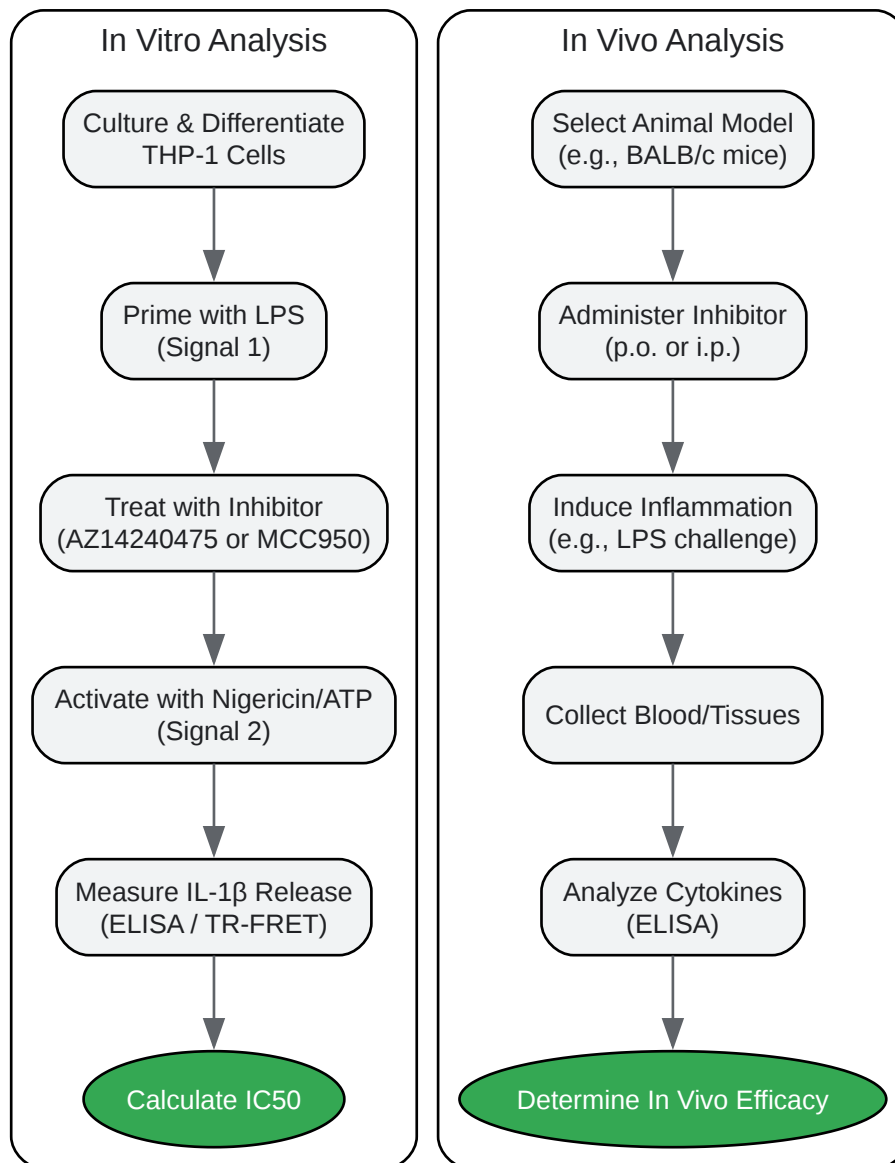 In Vitro Analysis
Culture & Differentiate
THP-1 Cells
Prime with LPS
(Signal 1)
Treat with Inhibitor
(AZ14240475 or MCC950)
Activate with Nigericin/ATP
(Signal 2)
Measure IL-1β Release
(ELISA / TR-FRET)
Calculate IC50
In Vivo Analysis
Select Animal Model
(e.g., BALB/c mice)
Administer Inhibitor
(p.o. or i.p.)
Induce Inflammation
(e.g., LPS challenge)
Collect Blood/Tissues
Analyze Cytokines
(ELISA)
Determine In Vivo Efficacy